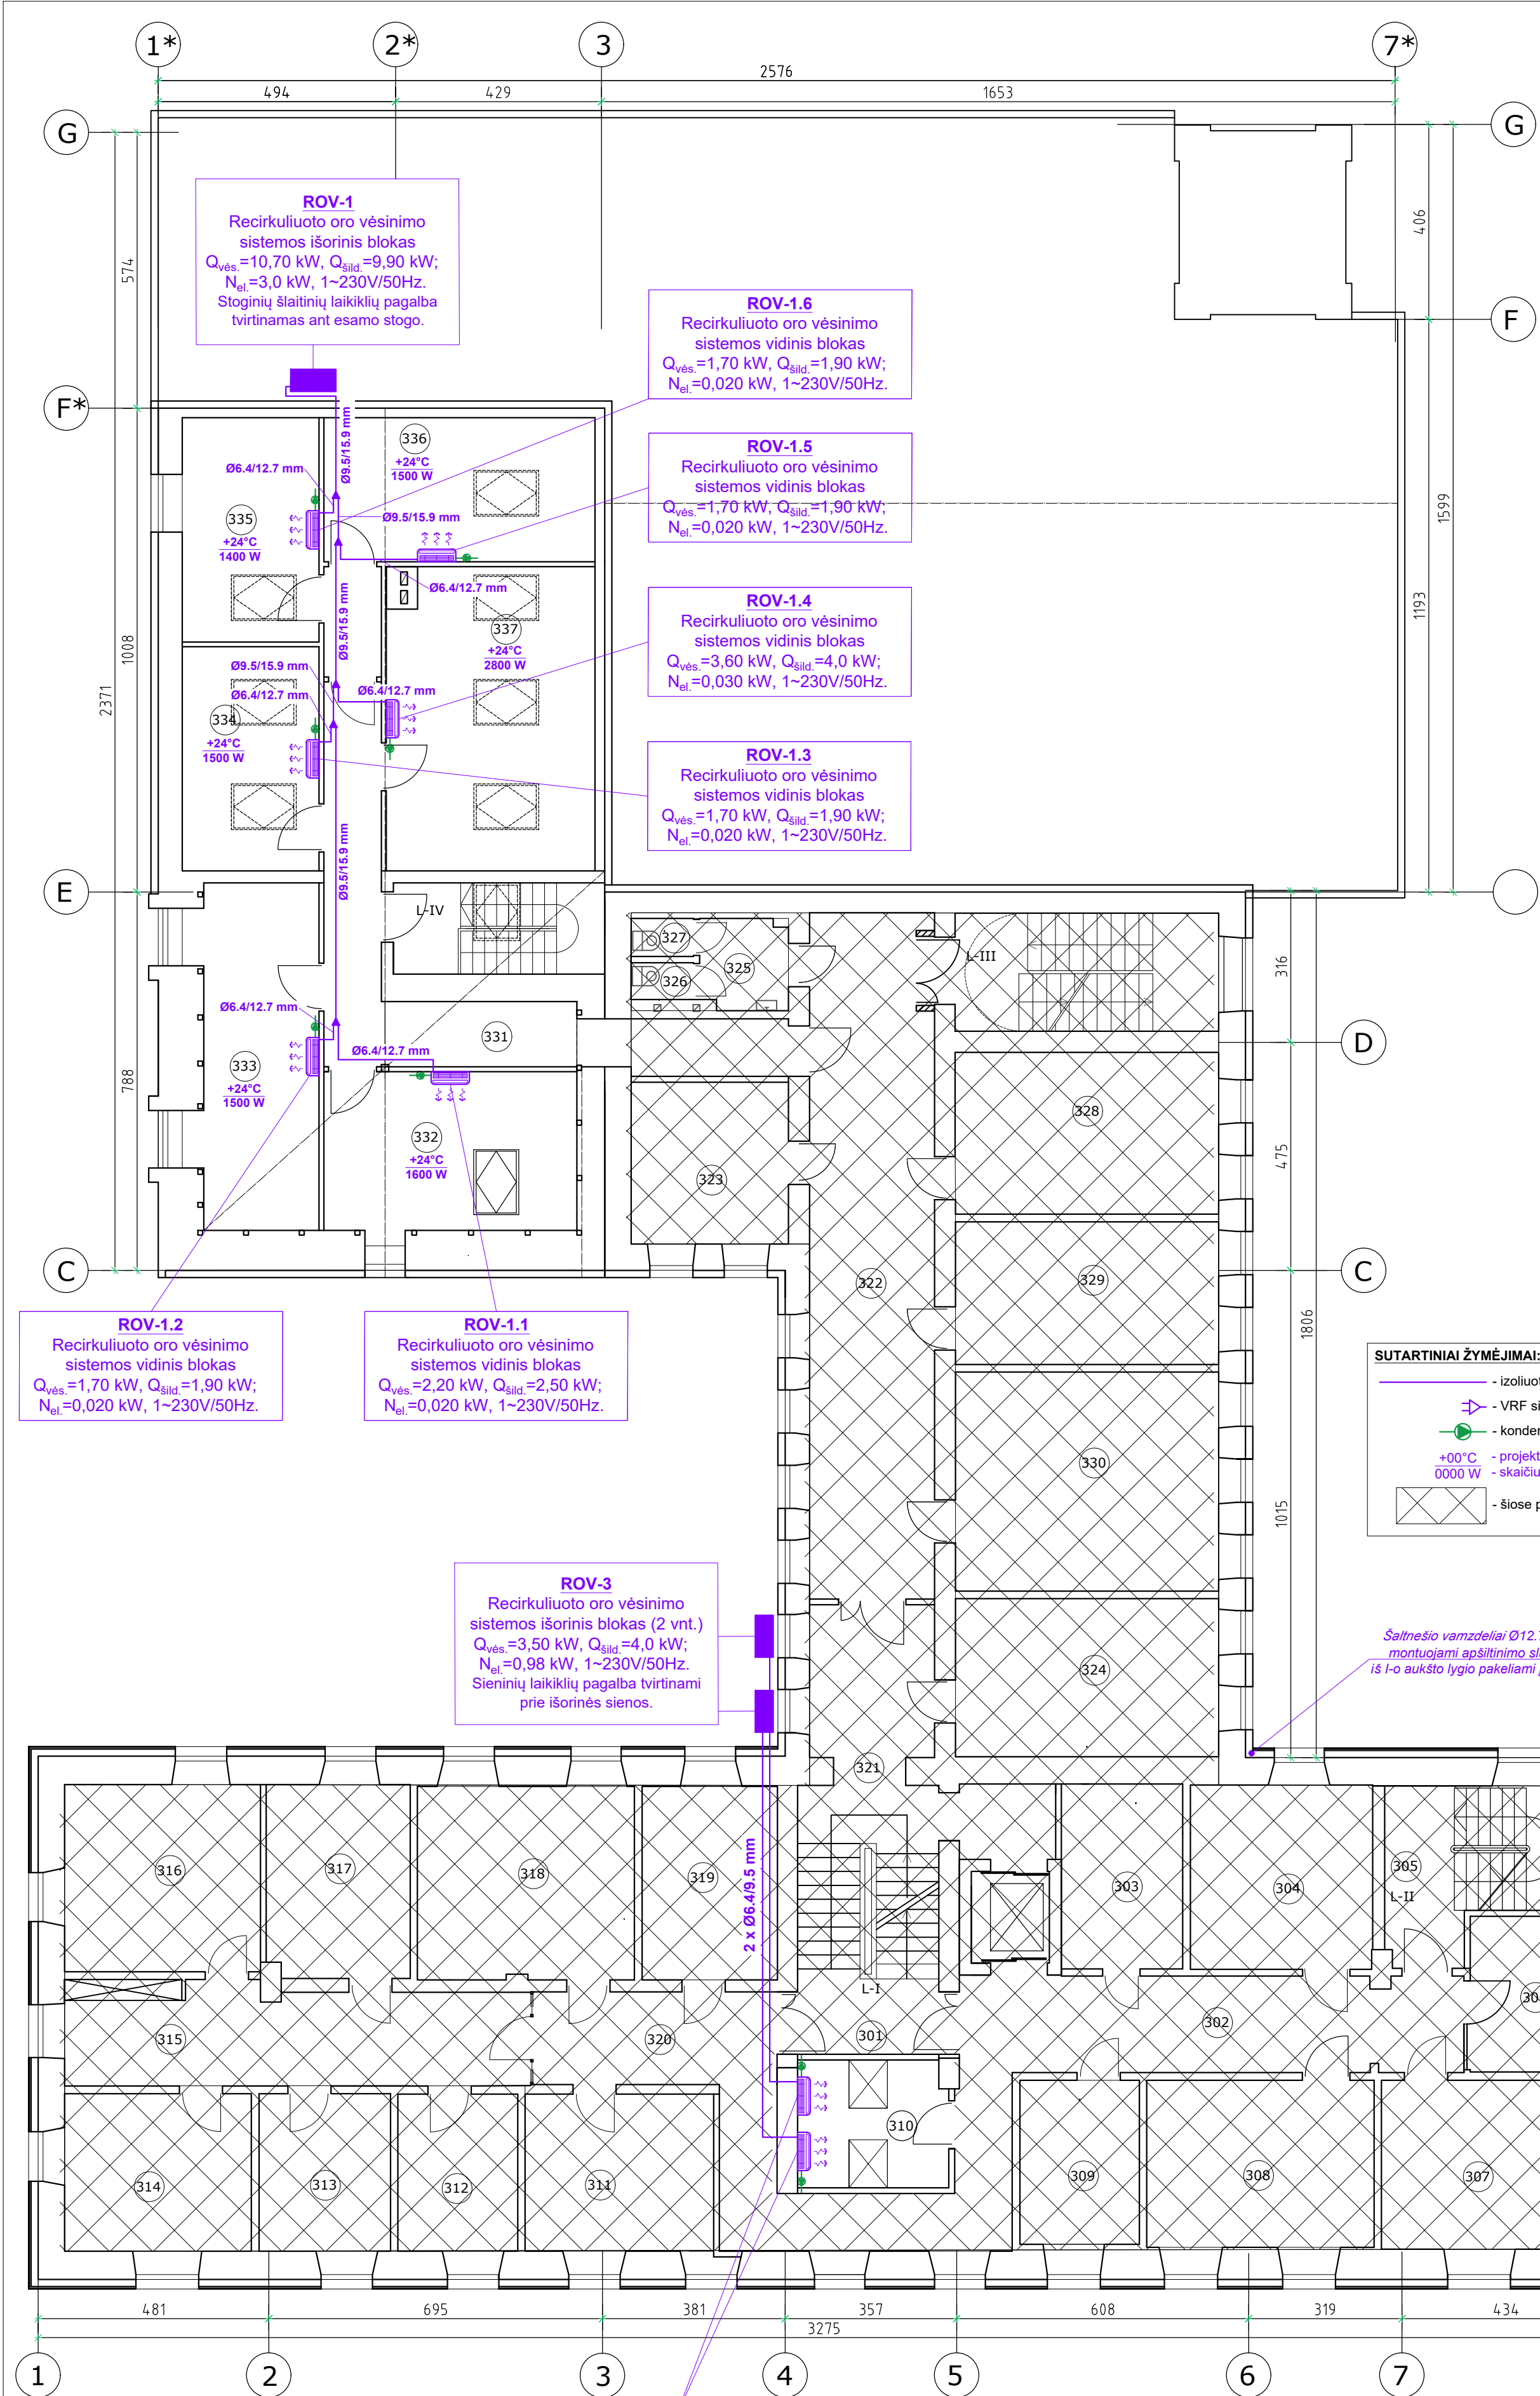 1*
2*
3
7*
2576
494
429
1653
G
G
ROV-1
Recirkuliuoto oro vėsinimo
sistemos išorinis blokas
Qvės.=10,70 kW, Qšild.=9,90 kW;
Nel.=3,0 kW, 1~230V/50Hz.
Stoginių šlaitinių laikiklių pagalba
tvirtinamas ant esamo stogo.
574
406
ROV-1.6
Recirkuliuoto oro vėsinimo
sistemos vidinis blokas
Qvės.=1,70 kW, Qšild.=1,90 kW;
Nel.=0,020 kW, 1~230V/50Hz.
F
F*
ROV-1.5
Recirkuliuoto oro vėsinimo
sistemos vidinis blokas
Qvės.=1,70 kW, Qšild.=1,90 kW;
Nel.=0,020 kW, 1~230V/50Hz.
336
+24°C
1500 W
Ø9.5/15.9 mm
Ø6.4/12.7 mm
335
+24°C
1400 W
Ø9.5/15.9 mm
Ø6.4/12.7 mm
1599
1193
ROV-1.4
Recirkuliuoto oro vėsinimo
sistemos vidinis blokas
Qvės.=3,60 kW, Qšild.=4,0 kW;
Nel.=0,030 kW, 1~230V/50Hz.
337
+24°C
2800 W
Ø9.5/15.9 mm
1008
2371
Ø9.5/15.9 mm
Ø6.4/12.7 mm
Ø6.4/12.7 mm
334
+24°C
1500 W
ROV-1.3
Recirkuliuoto oro vėsinimo
sistemos vidinis blokas
Qvės.=1,70 kW, Qšild.=1,90 kW;
Nel.=0,020 kW, 1~230V/50Hz.
Ø9.5/15.9 mm
E
L-IV
327
326
325
L-III
316
Ø6.4/12.7 mm
331
Ø6.4/12.7 mm
333
+24°C
1500 W
788
332
+24°C
1600 W
D
328
323
475
C
322
329
C
1806
ROV-1.2
Recirkuliuoto oro vėsinimo
sistemos vidinis blokas
Qvės.=1,70 kW, Qšild.=1,90 kW;
Nel.=0,020 kW, 1~230V/50Hz.
ROV-1.1
Recirkuliuoto oro vėsinimo
sistemos vidinis blokas
Qvės.=2,20 kW, Qšild.=2,50 kW;
Nel.=0,020 kW, 1~230V/50Hz.
SUTARTINIAI ŽYMĖJIMAI:
- izoliuot
- VRF si
- konden
+00°C - projekt
0000 W - skaičiu
- šiose p
330
1015
ROV-3
Recirkuliuoto oro vėsinimo
sistemos išorinis blokas (2 vnt.)
Qvės.=3,50 kW, Qšild.=4,0 kW;
Nel.=0,98 kW, 1~230V/50Hz.
Sieninių laikiklių pagalba tvirtinami
prie išorinės sienos.
324
Šaltnešio vamzdeliai Ø12.
montuojami apšiltinimo sl
iš I-o aukšto lygio pakeliami
321
316
317
318
319
2 x Ø6.4/9.5 mm
303
304
305
L-II
L-I
315
320
301
302
310
314
313
312
311
309
308
307
481
695
381
357
608
319
434
3275
1
2
3
4
5
6
7